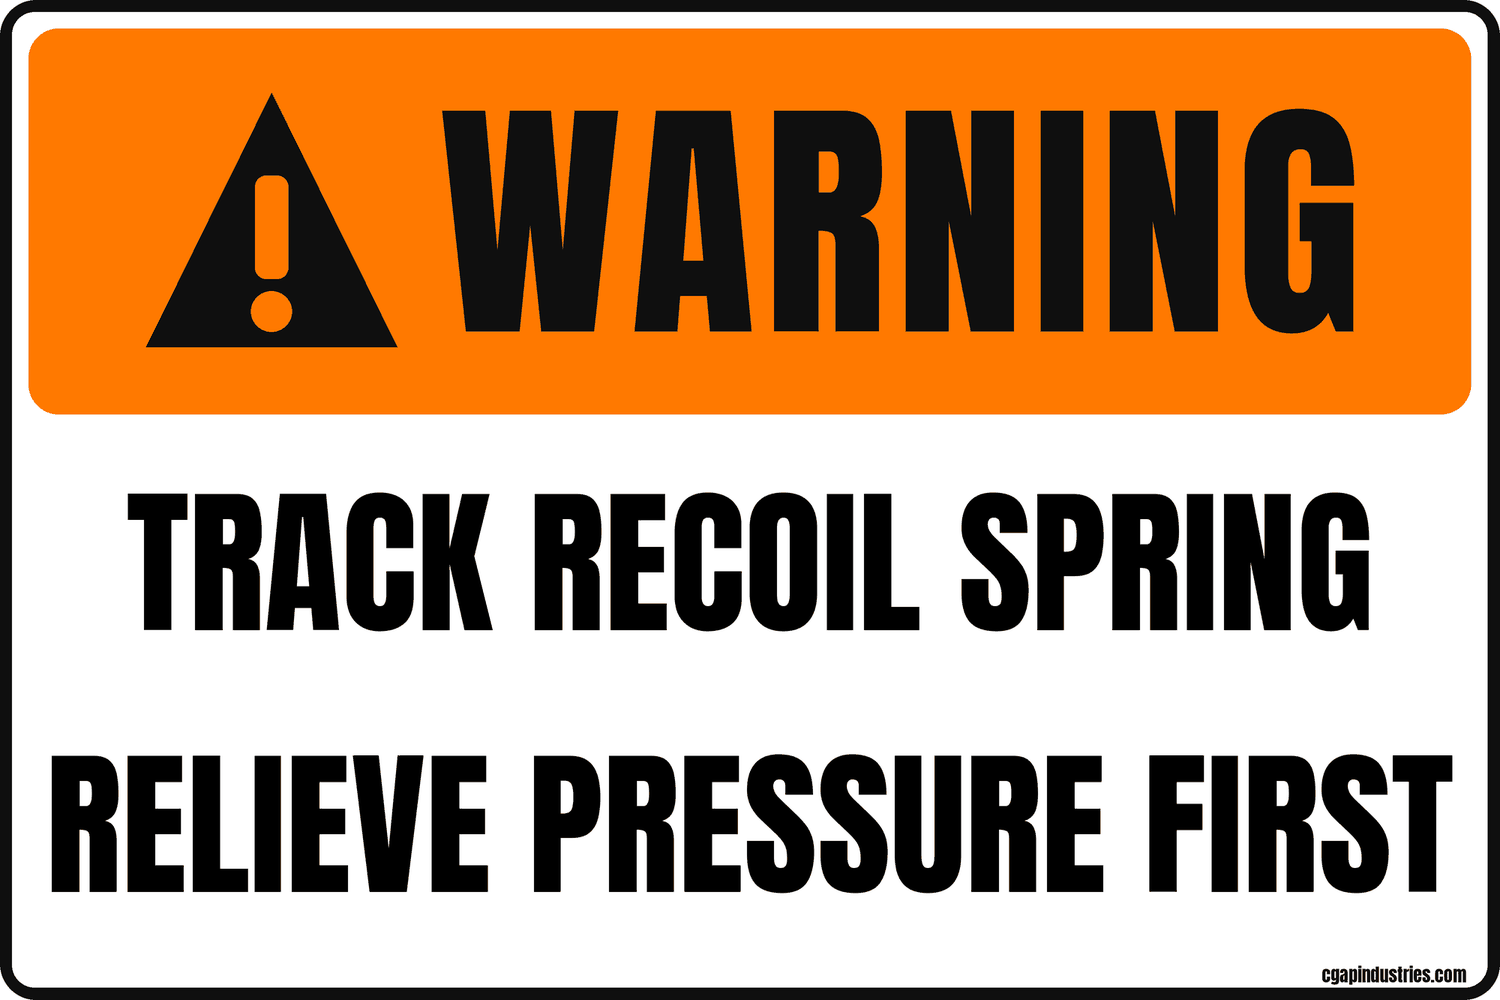 WARNING
TRACK RECOIL SPRING
RELIEVE PRESSURE FIRST
cgapindustries.com